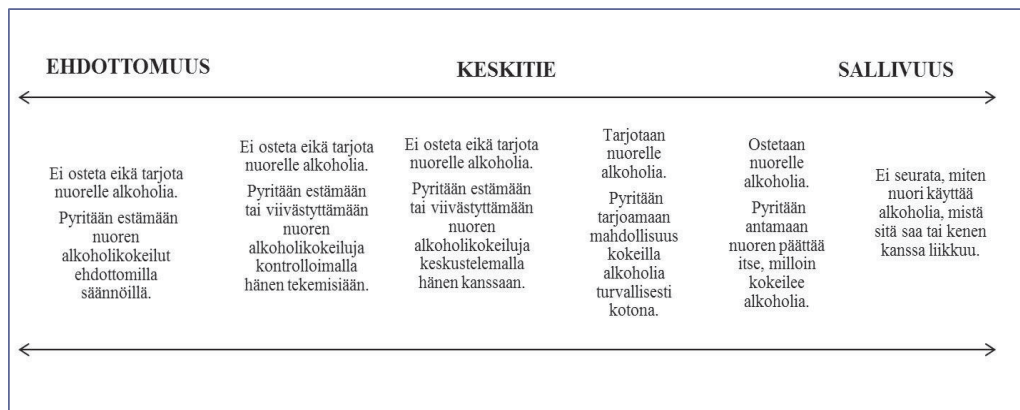 EHDOTTOMUUS
KESKITIE
SALLIVUUS
Ei osteta eikä tarjota
nuorelle alkoholia.
Pyritään estämään
nuoren
alkoholikokeilut
ehdottomilla
säännöillä.
Ei osteta eikä tarjota
nuorelle alkoholia.
Pyritään estämään
tai viivästyttämään
nuoren
alkoholikokeiluja
kontrolloimalla
hänen tekemisiään.
Ei osteta eikä tarjota
nuorelle alkoholia.
Pyritään estämään
tai viivästyttämään
nuoren
alkoholikokeiluja
keskustelemalla
hänen kanssaan.
Tarjotaan
nuorelle
alkoholia.
Pyritään
tarjoamaan
mahdollisuus
kokeilla
alkoholia
turvallisesti
kotona.
Ostetaan
nuorelle
alkoholia.
Pyritään
antamaan
nuoren päättää
itse, milloin
kokeilee
alkoholia.
Ei seurata, miten
nuori käyttää
alkoholia, mistä
sitä saa tai kenen
kanssa liikkuu.